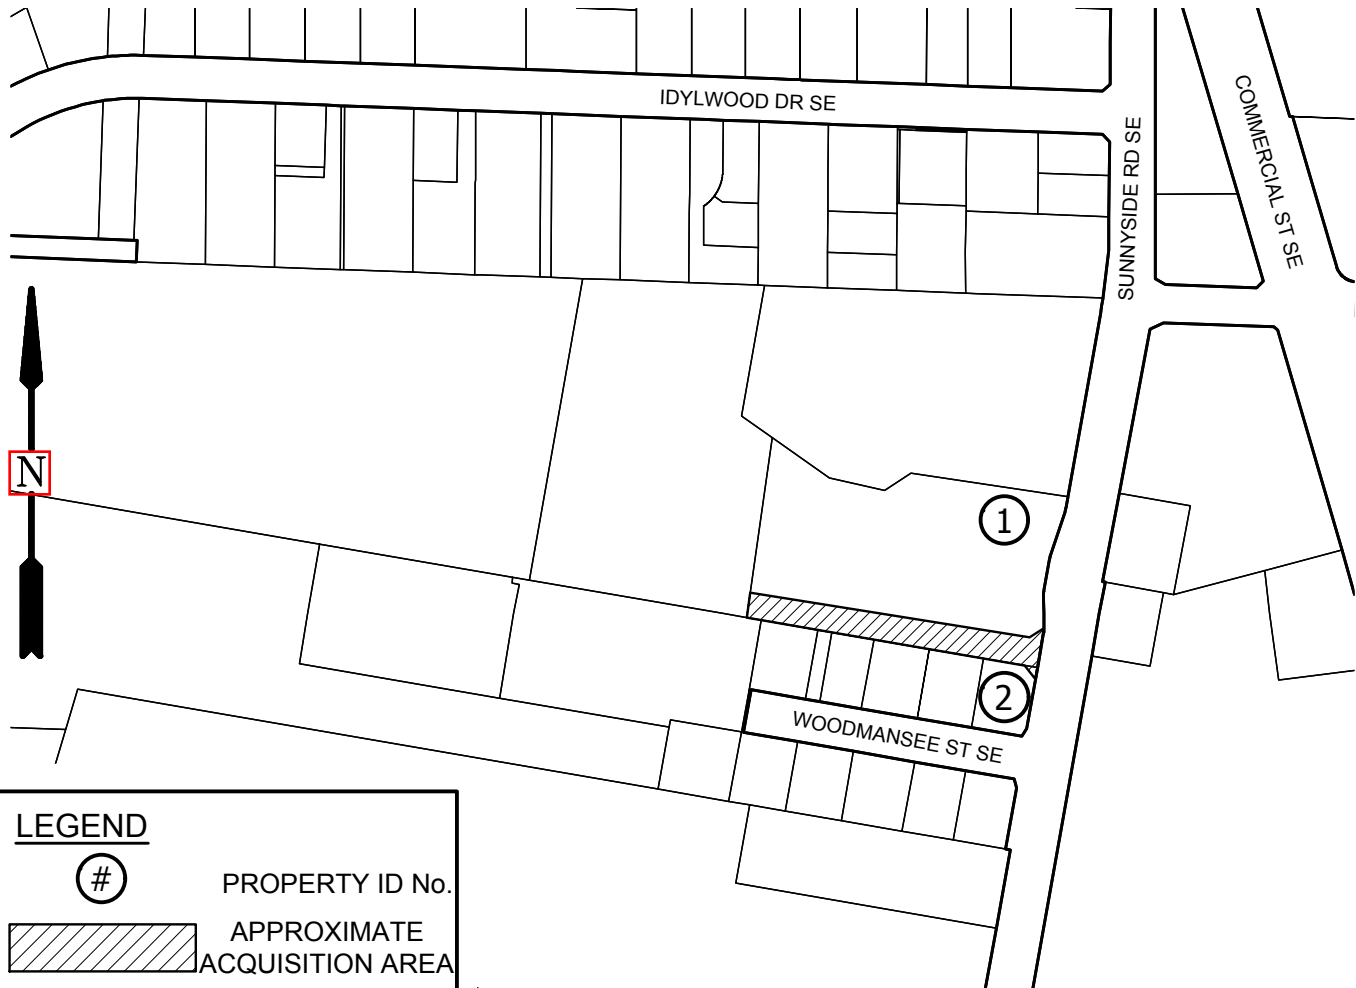 IDYLWOOD DR SE
SUNNYSIDE RD SE
COMMERCIAL ST SE
N
1
2
WOODMANSEE ST SE
LEGEND
#
PROPERTY ID No.
APPROXIMATE
ACQUISITION AREA